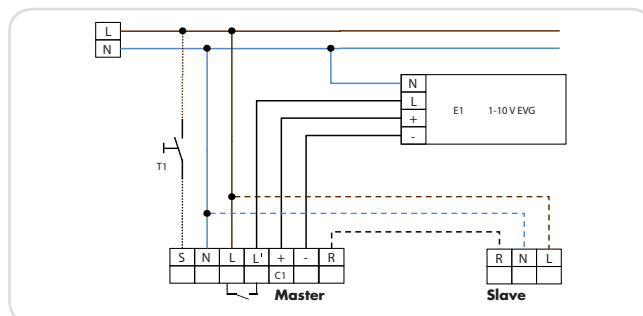 L
N
N
L
+
-
E1 1-10 V EVG
T1
S N L L' + - R
C1
R N L
Master
Slave